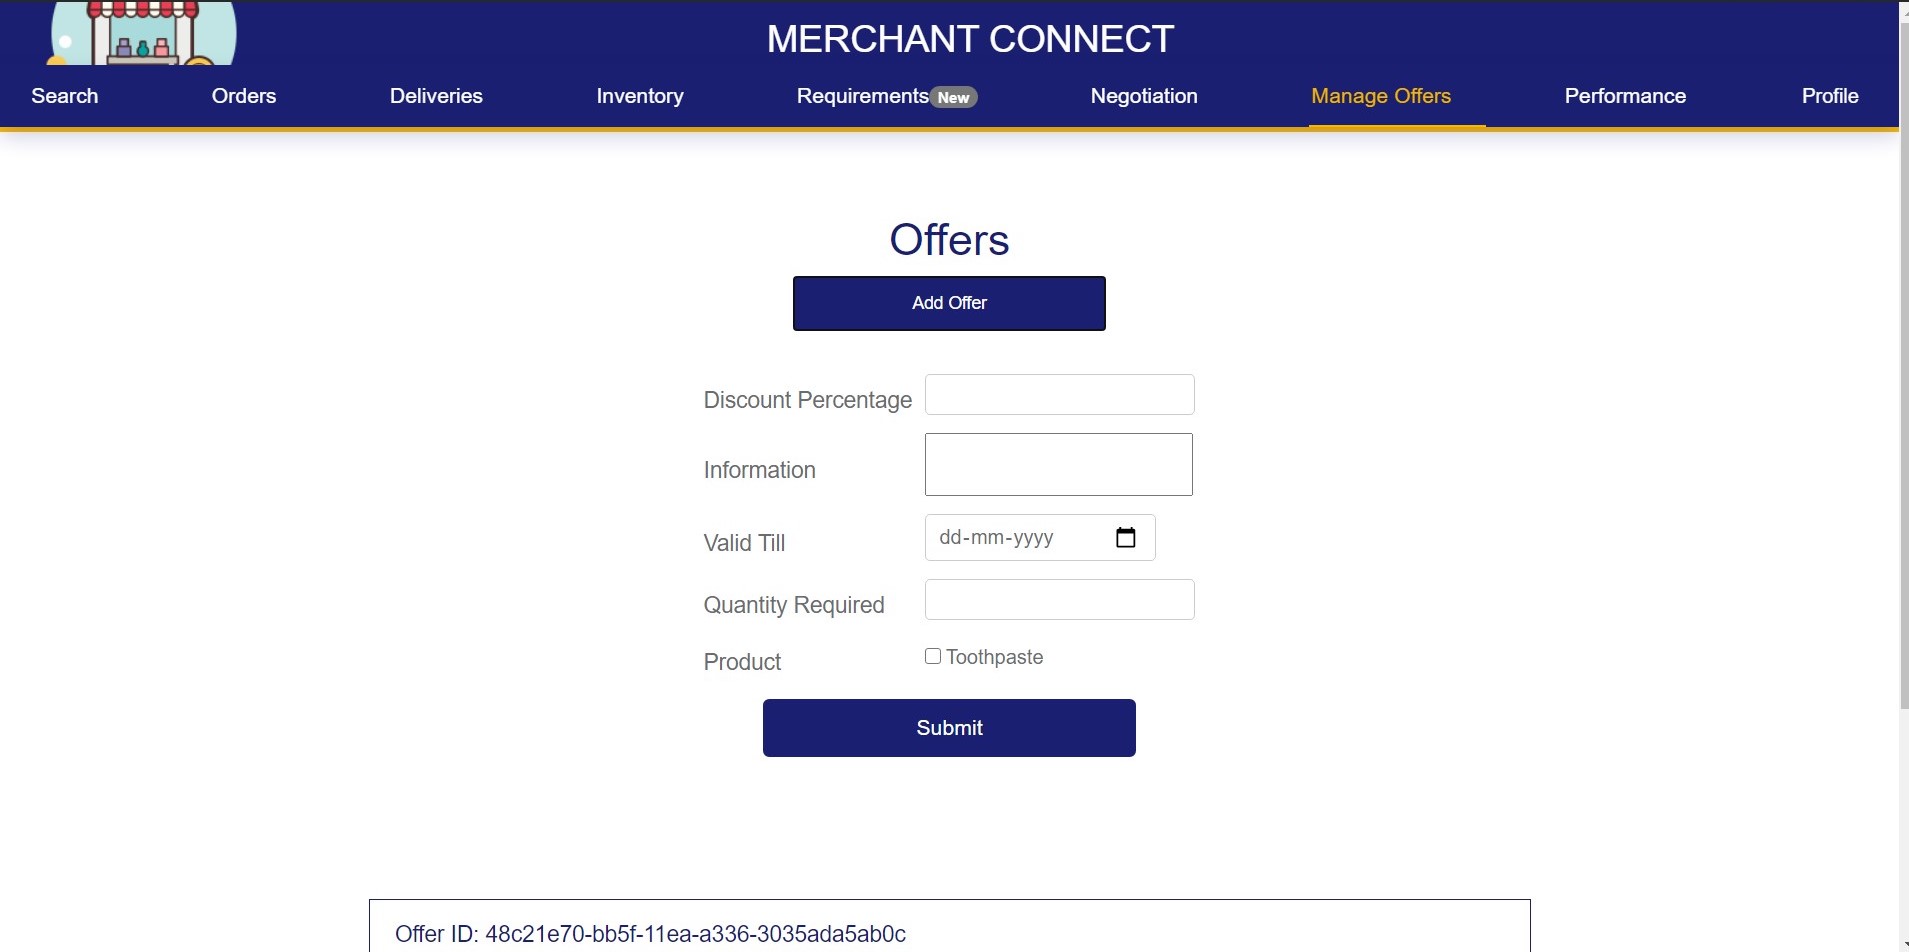 MERCHANT CONNECT
Search Orders Deliveries Inventory Requirements New Negotiation Manage Offers Performance Profile
Offers
Add Offer
Discount Percentage
Information
Valid Till dd-mm-yyyy
Quantity Required
Product Toothpaste
Submit
Offer ID: 48c21e70-bb5f-11ea-a336-3035ada5ab0c